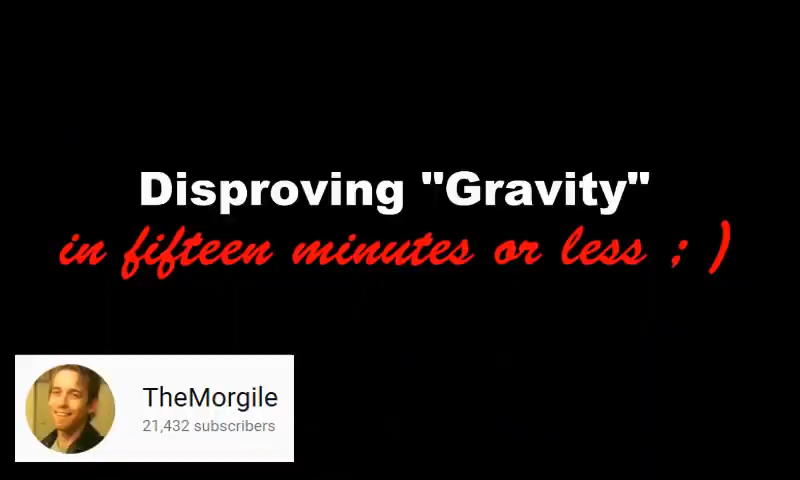 Disproving "Gravity"
in fifteen minutes or less ; )
TheMorgile
21,432 subscribers